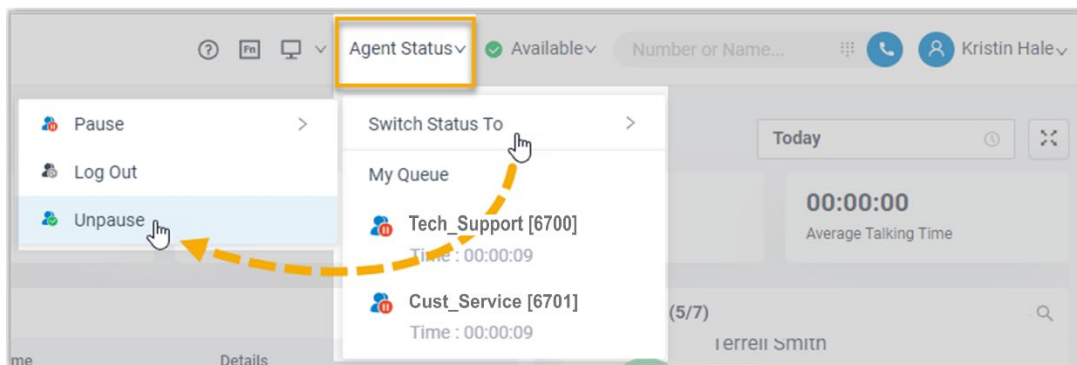 Fn
Agent Status
Available
Number or Name...
Kristin Hale
Pause
Log Out
Unpause
Switch Status To
My Queue
Tech_Support [6700]
Time : 00:00:09
Cust_Service [6701]
Time : 00:00:09
Today
00:00:00
Average Talking Time
(5/7)
Terrell Smith
me
Details